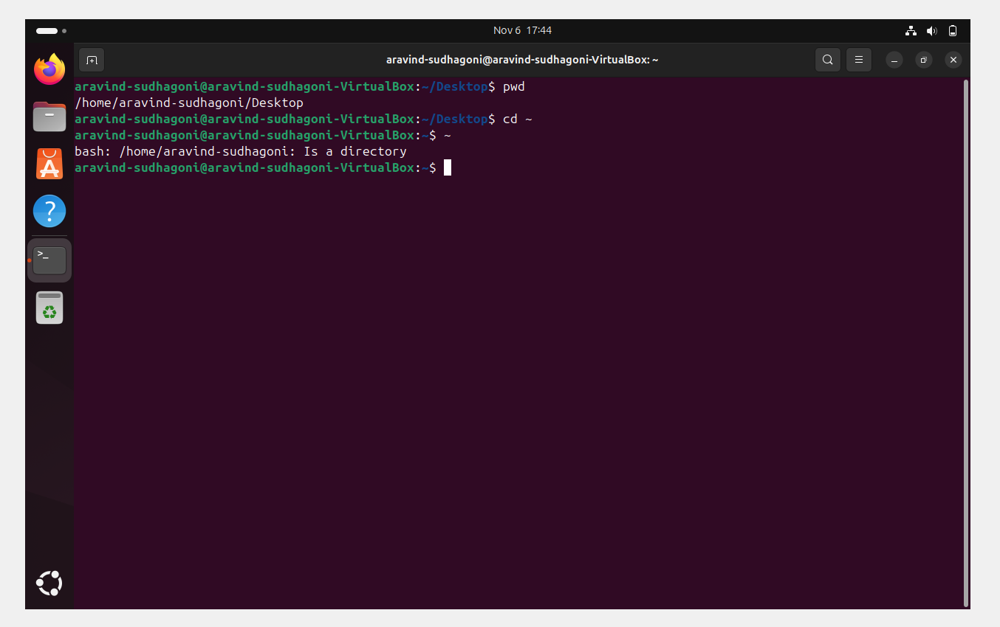 Nov 6 17:44
aravind-sudhagoni@aravind-sudhagoni-VirtualBox: ~
aravind-sudhagoni@aravind-sudhagoni-VirtualBox:~/Desktop$ pwd
/home/aravind-sudhagoni/Desktop
aravind-sudhagoni@aravind-sudhagoni-VirtualBox:~/Desktop$ cd ~
aravind-sudhagoni@aravind-sudhagoni-VirtualBox:~$ ~
bash: /home/aravind-sudhagoni: Is a directory
aravind-sudhagoni@aravind-sudhagoni-VirtualBox:~$